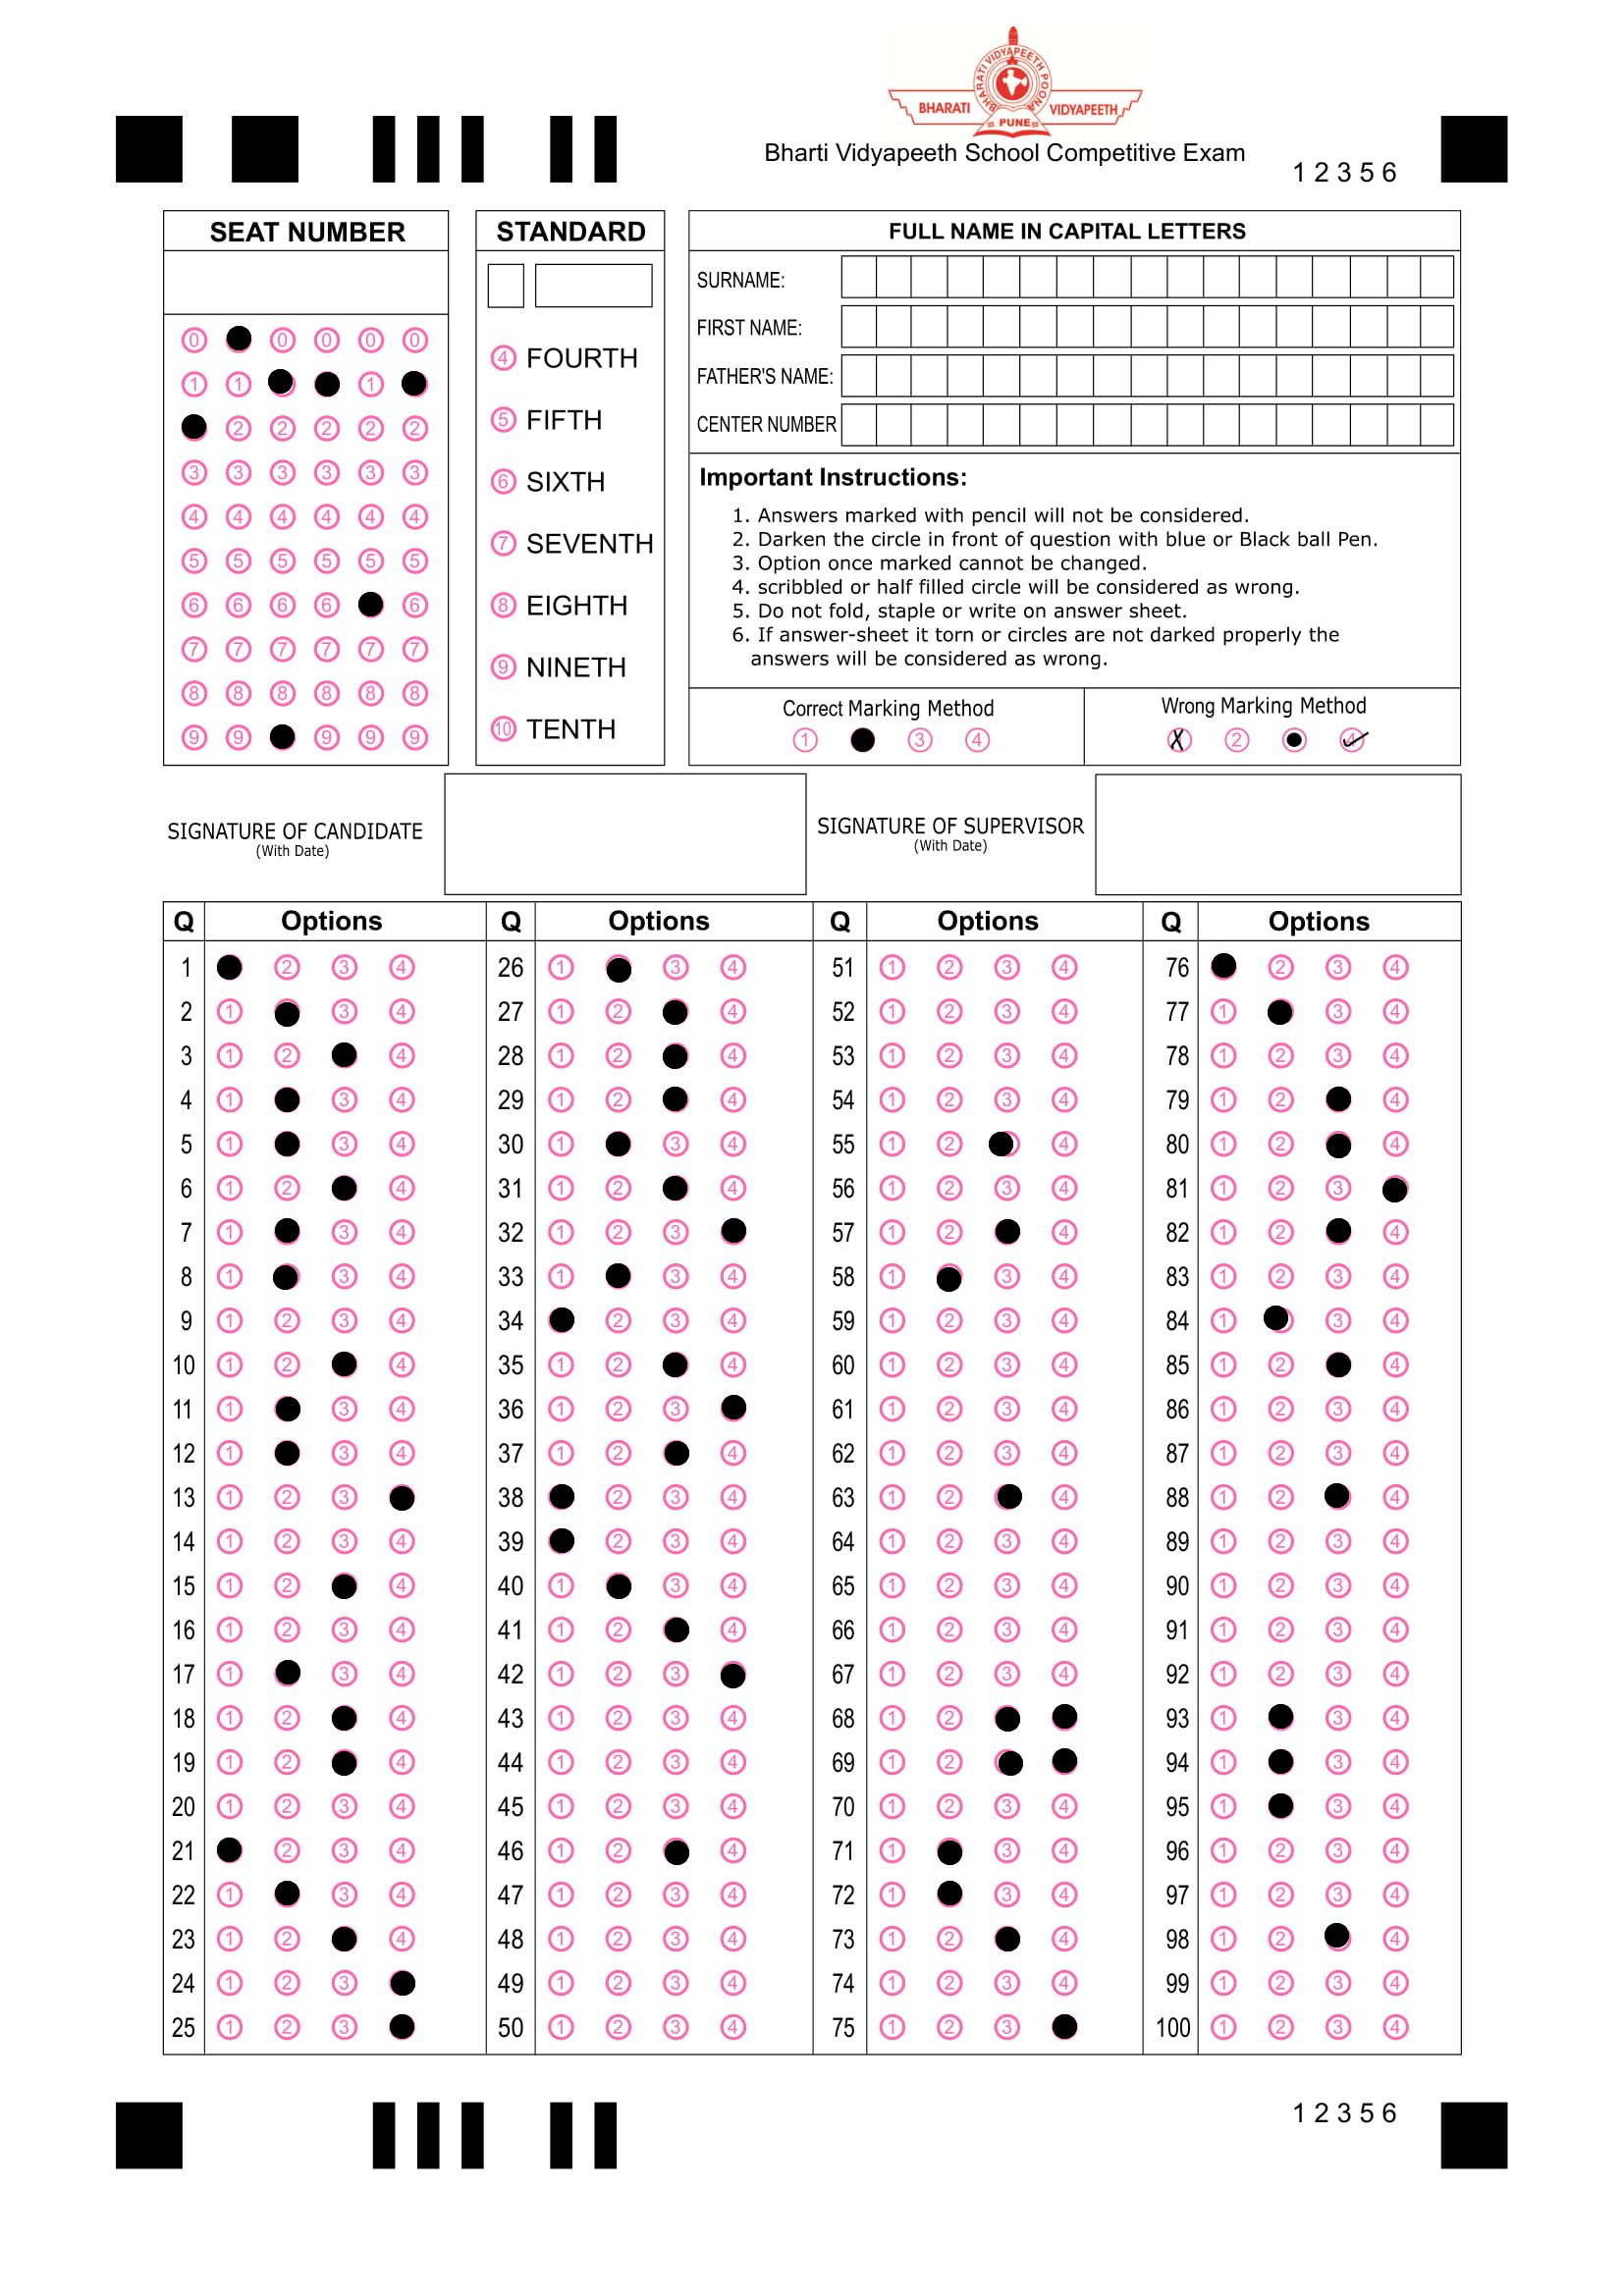 BHARATI VIDYAPEETH POONA
BHARATI VIDYAPEETH
PUNE
Bharti Vidyapeeth School Competitive Exam
1 2 3 5 6
SEAT NUMBER
0 0 0 0 0
1 1 1
2 2 2 2 2
3 3 3 3 3 3
4 4 4 4 4 4
5 5 5 5 5 5
6 6 6 6 6
7 7 7 7 7 7
8 8 8 8 8 8
9 9 9 9 9
STANDARD
4 FOURTH
5 FIFTH
6 SIXTH
7 SEVENTH
8 EIGHTH
9 NINETH
10 TENTH
FULL NAME IN CAPITAL LETTERS
SURNAME:
FIRST NAME:
FATHER'S NAME:
CENTER NUMBER
Important Instructions:
1. Answers marked with pencil will not be considered.
2. Darken the circle in front of question with blue or Black ball Pen.
3. Option once marked cannot be changed.
4. scribbled or half filled circle will be considered as wrong.
5. Do not fold, staple or write on answer sheet.
6. If answer-sheet it torn or circles are not darked properly the
answers will be considered as wrong.
Correct Marking Method
1 3 4
Wrong Marking Method
2
SIGNATURE OF CANDIDATE
(With Date)
SIGNATURE OF SUPERVISOR
(With Date)
Q Options
1 2 3 4
2 1 3 4
3 1 2 4
4 1 3 4
5 1 3 4
6 1 2 4
7 1 3 4
8 1 3 4
9 1 2 3 4
10 1 2 4
11 1 3 4
12 1 3 4
13 1 2 3
14 1 2 3 4
15 1 2 4
16 1 2 3 4
17 1 3 4
18 1 2 4
19 1 2 4
20 1 2 3 4
21 2 3 4
22 1 3 4
23 1 2 4
24 1 2 3
25 1 2 3
Q Options
26 1 3 4
27 1 2 4
28 1 2 4
29 1 2 4
30 1 3 4
31 1 2 4
32 1 2 3
33 1 3 4
34 2 3 4
35 1 2 4
36 1 2 3
37 1 2 4
38 2 3 4
39 2 3 4
40 1 3 4
41 1 2 4
42 1 2 3
43 1 2 3 4
44 1 2 3 4
45 1 2 3 4
46 1 2 4
47 1 2 3 4
48 1 2 3 4
49 1 2 3 4
50 1 2 3 4
Q Options
51 1 2 3 4
52 1 2 3 4
53 1 2 3 4
54 1 2 3 4
55 1 2 4
56 1 2 3 4
57 1 2 4
58 1 3 4
59 1 2 3 4
60 1 2 3 4
61 1 2 3 4
62 1 2 3 4
63 1 2 4
64 1 2 3 4
65 1 2 3 4
66 1 2 3 4
67 1 2 3 4
68 1 2
69 1 2
70 1 2 3 4
71 1 3 4
72 1 3 4
73 1 2 4
74 1 2 3 4
75 1 2 3
Q Options
76 2 3 4
77 1 3 4
78 1 2 3 4
79 1 2 4
80 1 2 4
81 1 2 3
82 1 2 4
83 1 2 3 4
84 1 3 4
85 1 2 4
86 1 2 3 4
87 1 2 3 4
88 1 2 4
89 1 2 3 4
90 1 2 3 4
91 1 2 3 4
92 1 2 3 4
93 1 3 4
94 1 3 4
95 1 3 4
96 1 2 3 4
97 1 2 3 4
98 1 2 4
99 1 2 3 4
100 1 2 3 4
1 2 3 5 6